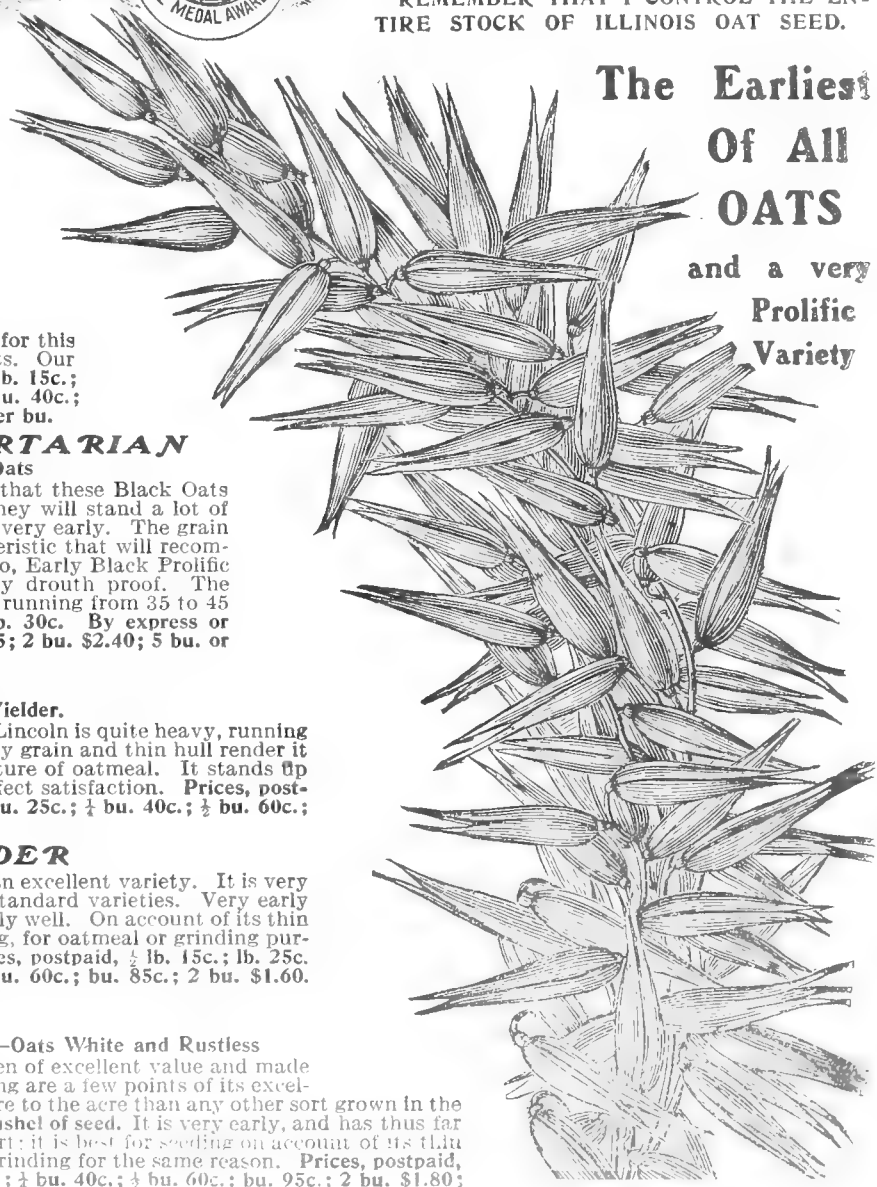 MEDAL AWAR
REMEMBER THAT I CONTROL THE EN-
TIRE STOCK OF ILLINOIS OAT SEED.
The Earliest
Of All
OATS
and a very
Prolific
Variety
for this
ts. Our
b. 15c.;
u. 40c.;
er bu.
RTARIAN
Oats
that these Black Oats
hey will stand a lot of
very early. The grain
eristic that will recom-
o, Early Black Prolific
y drouth proof. The
running from 35 to 45
b. 30c. By express or
5; 2 bu. $2.40; 5 bu. or
Yielder.
Lincoln is quite heavy, running
y grain and thin hull render it
ture of oatmeal. It stands up
fect satisfaction. Prices, post-
u. 25c.; ¼ bu. 40c.; ½ bu. 60c.;
DER
n excellent variety. It is very
tandard varieties. Very early
ly well. On account of its thin
g, for oatmeal or grinding pur-
es, postpaid, ½ lb. 15c.; lb. 25c.
u. 60c.; bu. 85c.; 2 bu. $1.60.
—Oats White and Rustless
en of excellent value and made
ng are a few points of its excel-
re to the acre than any other sort grown in the
ushel of seed. It is very early, and has thus far
rt; it is best for seeding on account of its thin
rinding for the same reason. Prices, postpaid,
; ¼ bu. 40c.; ½ bu. 60c.; bu. 95c.; 2 bu. $1.80;